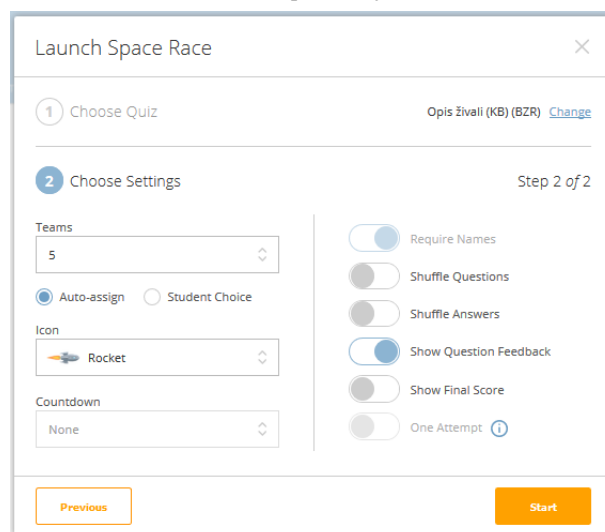 Launch Space Race
1 Choose Quiz
Opis živali (KB) (BZR) Change
2 Choose Settings
Step 2 of 2
Teams
5
Auto-assign Student Choice
Icon
Rocket
Countdown
None
Require Names
Shuffle Questions
Shuffle Answers
Show Question Feedback
Show Final Score
One Attempt i
Previous
Start